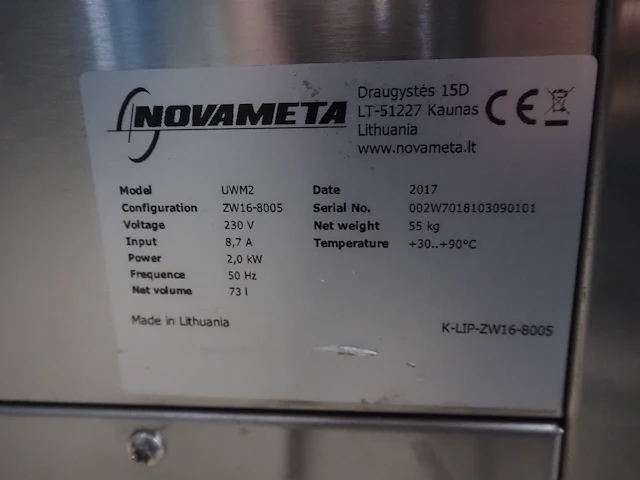 NOVAMETA
Draugystės 15D
LT-51227 Kaunas
Lithuania
www.novameta.lt
CE
Model UWM2 Date 2017
Configuration ZW16-8005 Serial No. 002W7018103090101
Voltage 230 V Net weight 55 kg
Input 8,7 A Temperature +30..+90°C
Power 2,0 kW
Frequence 50 Hz
Net volume 73 l
Made in Lithuania
K-LIP-ZW16-8005